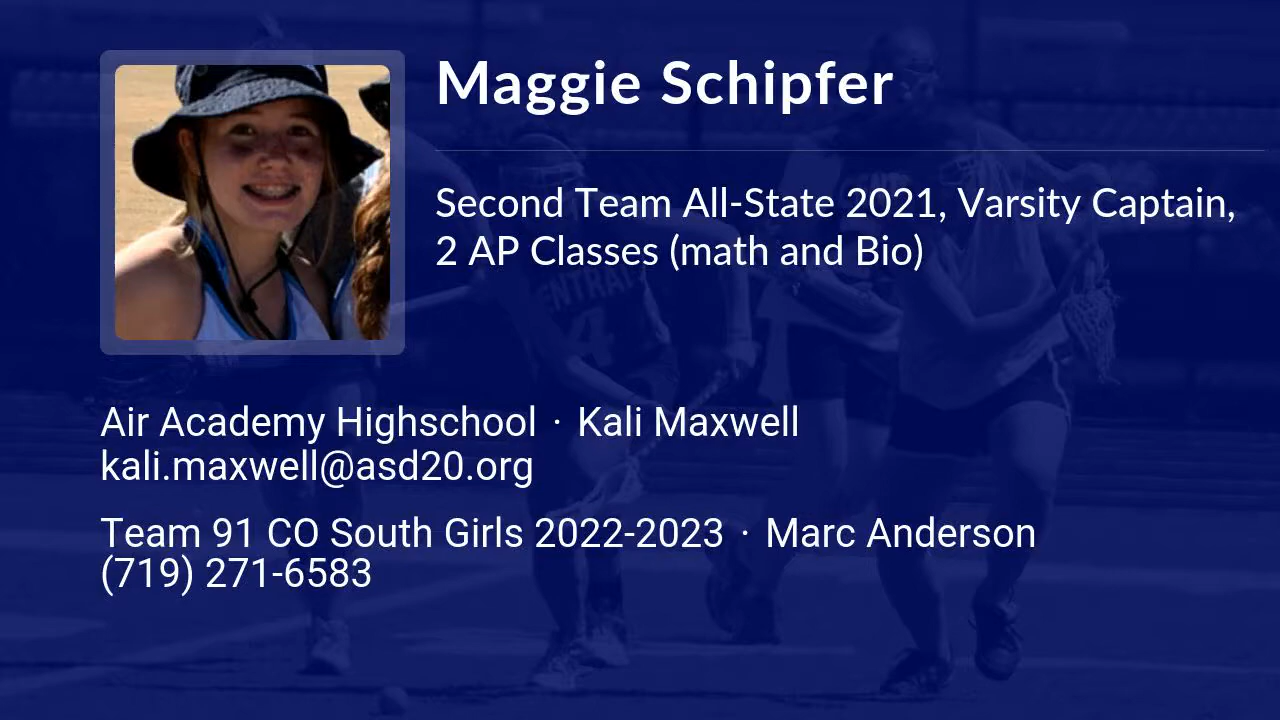 Maggie Schipfer
Second Team All-State 2021, Varsity Captain,
2 AP Classes (math and Bio)
Air Academy Highschool · Kali Maxwell
kali.maxwell@asd20.org
Team 91 CO South Girls 2022-2023 · Marc Anderson
(719) 271-6583